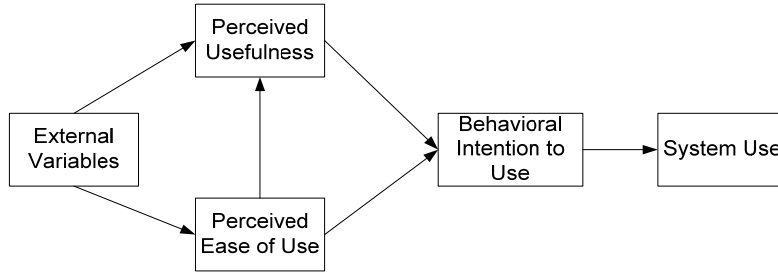 Perceived
Usefulness
External
Variables
Perceived
Ease of Use
Behavioral
Intention to
Use
System Use